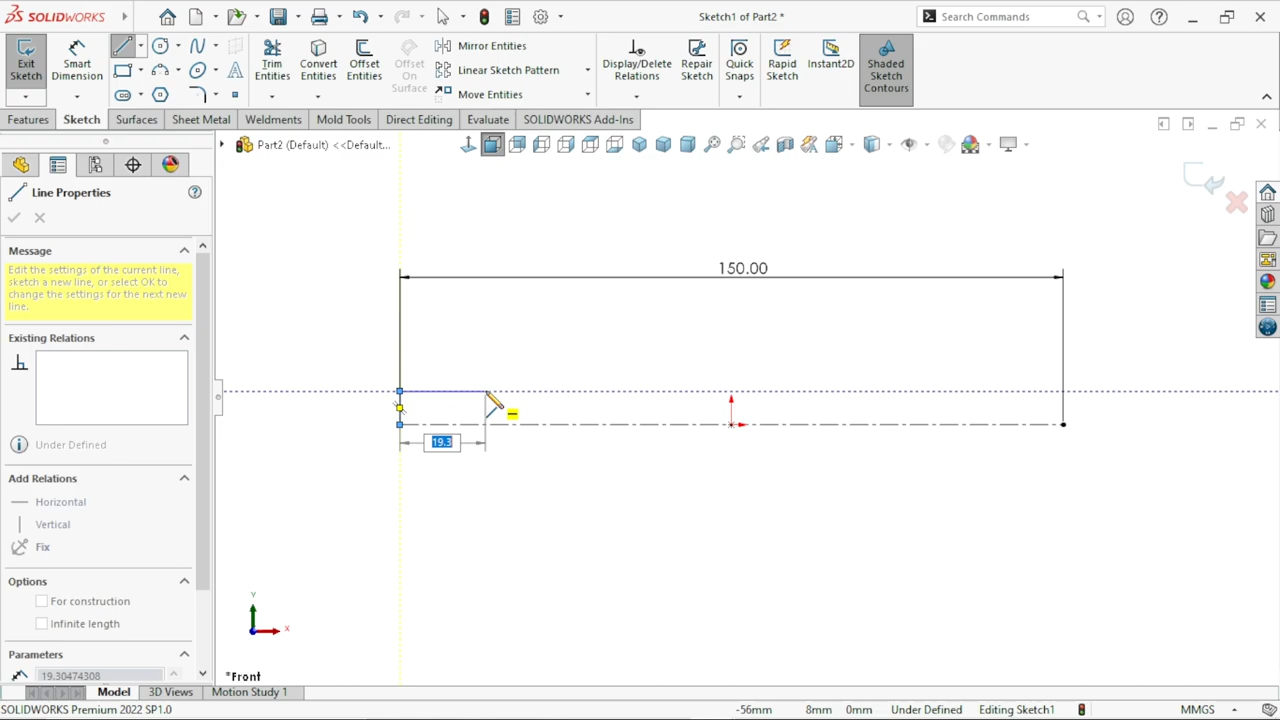 SOLIDWORKS
Sketch1 of Part2 *
Search Commands
Exit
Sketch
Smart
Dimension
Trim
Entities
Convert
Entities
Offset
Entities
Offset
On
Surface
Mirror Entities
Linear Sketch Pattern
Move Entities
Display/Delete
Relations
Repair
Sketch
Quick
Snaps
Rapid
Sketch
Instant2D
Shaded
Sketch
Contours
Features
Sketch
Surfaces
Sheet Metal
Weldments
Mold Tools
Direct Editing
Evaluate
SOLIDWORKS Add-Ins
Part2 (Default) <<Default...
Line Properties
Message
Edit the settings of the current line,
sketch a new line, or select OK to
change the settings for the next new
line.
Existing Relations
Under Defined
Add Relations
Horizontal
Vertical
Fix
Options
For construction
Infinite length
Parameters
19.30474308
150.00
19.3
Y
X
*Front
Model
3D Views
Motion Study 1
SOLIDWORKS Premium 2022 SP1.0
-56mm
8mm
0mm
Under Defined
Editing Sketch1
MMGS